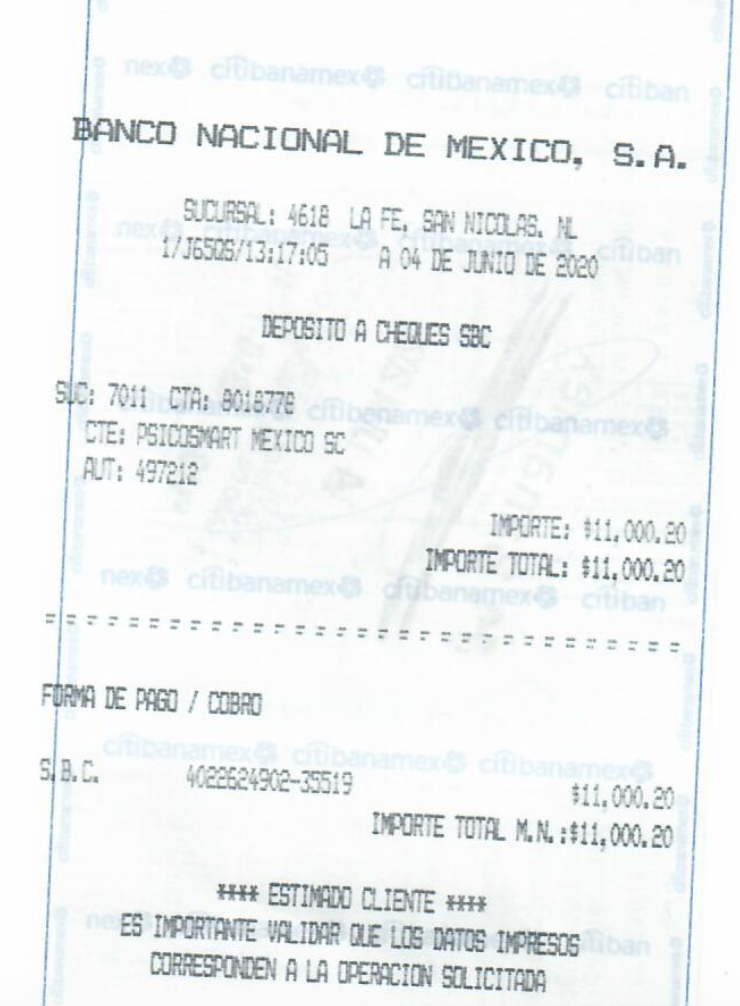 BANCO NACIONAL DE MEXICO, S.A.
SUCURSAL: 4618 LA FE, SAN NICOLAS, NL
17J6506/13:17:05 A 04 DE JUNIO DE 2020
DEPOSITO A CHEQUES SBC
SUC: 7011 CTA: 8018778
CTE: PSICOSMART MEXICO SC
AUT: 497212
IMPORTE: $11,000.20
IMPORTE TOTAL: $11,000.20
FORMA DE PAGO / COBRO
S.B.C. 4022624902-35519 $11,000.20
IMPORTE TOTAL M.N.:$11,000.20
**** ESTIMADO CLIENTE ****
ES IMPORTANTE VALIDAR QUE LOS DATOS IMPRESOS
CORRESPONDEN A LA OPERACION SOLICITADA